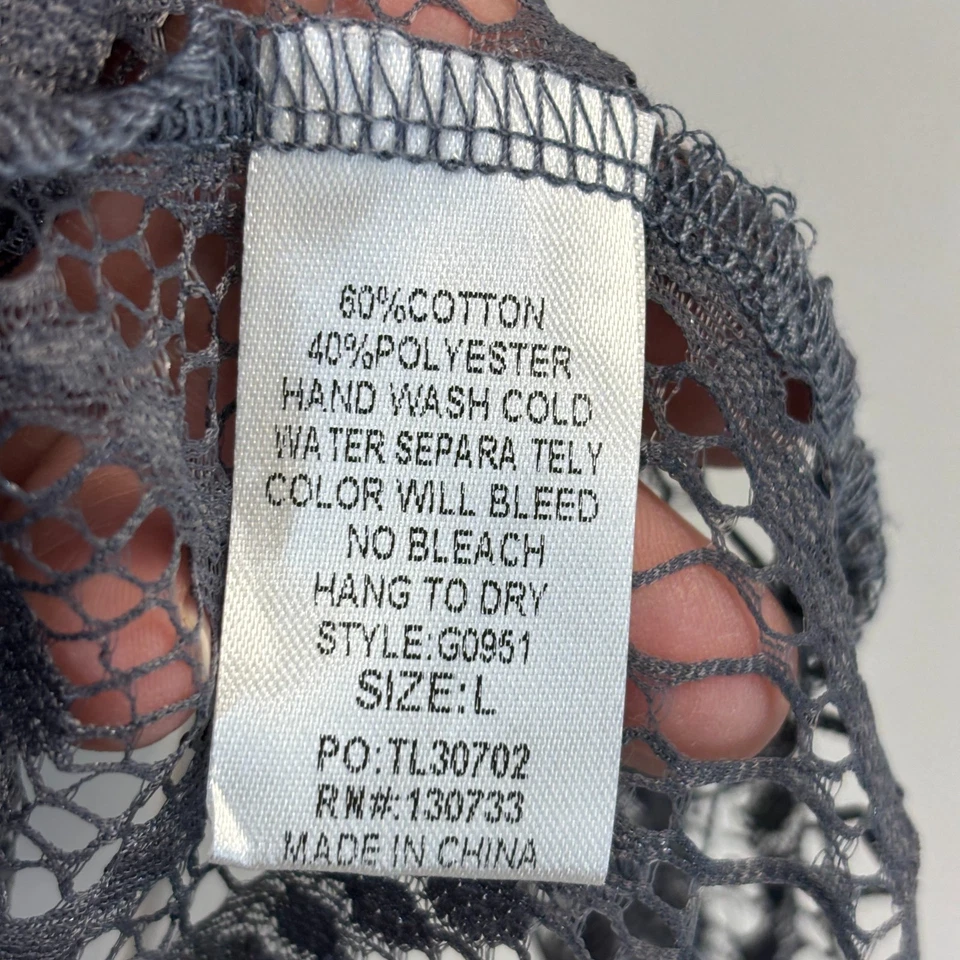 60%COTTON
40%POLYESTER
HAND WASH COLD
WATER SEPARA TELY
COLOR WILL BLEED
NO BLEACH
HANG TO DRY
STYLE:G0951
SIZE:L
PO:TL30702
RN#:130733
MADE IN CHINA